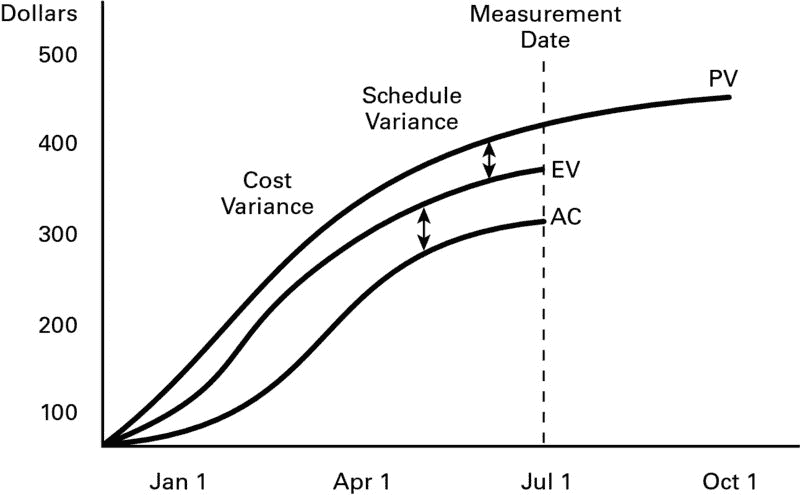 Dollars
Measurement
Date
500
PV
Schedule
Variance
400
Cost
Variance
EV
AC
300
200
100
Jan 1
Apr 1
Jul 1
Oct 1